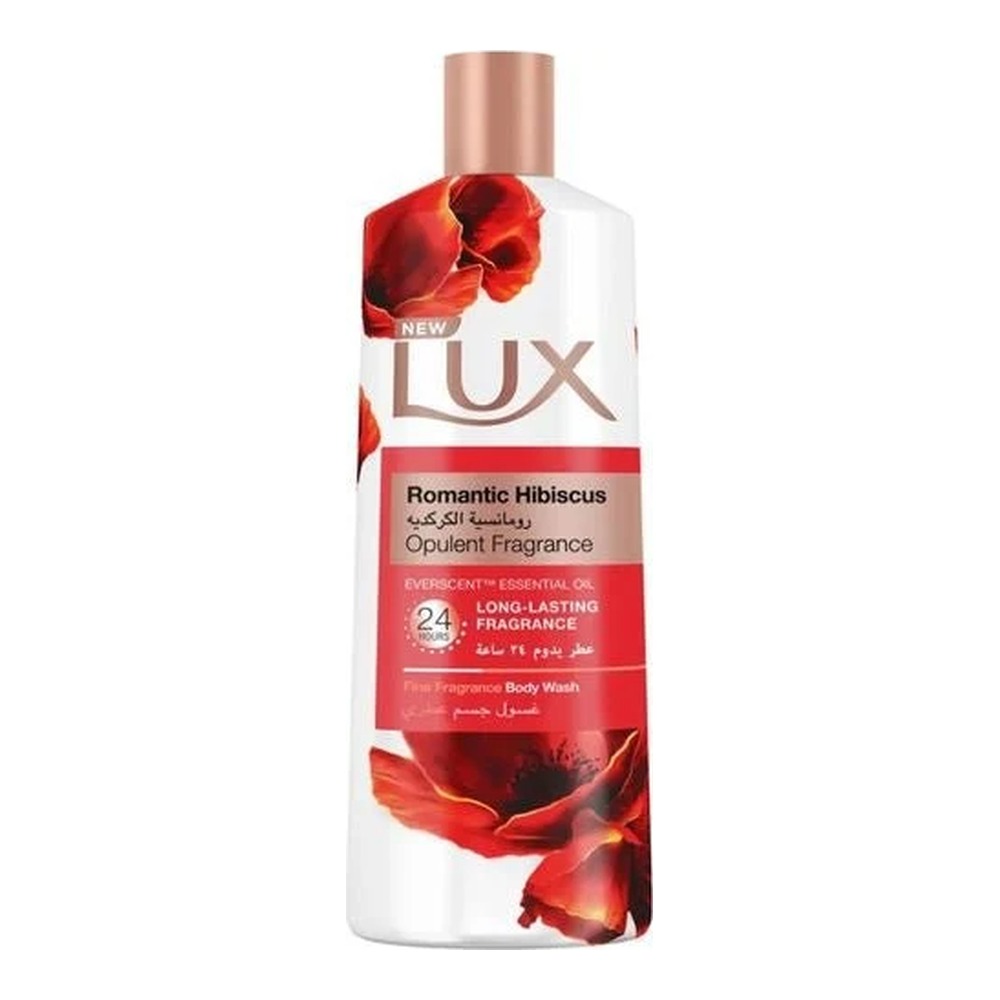 NEW
LUX
Romantic Hibiscus
رومانسية الكركديه
Opulent Fragrance
EVERSCENT™ ESSENTIAL OIL
24
HOURS
LONG-LASTING
FRAGRANCE
عطر يدوم ٢٤ ساعة
Fine Fragrance Body Wash
غسول جسم عطري